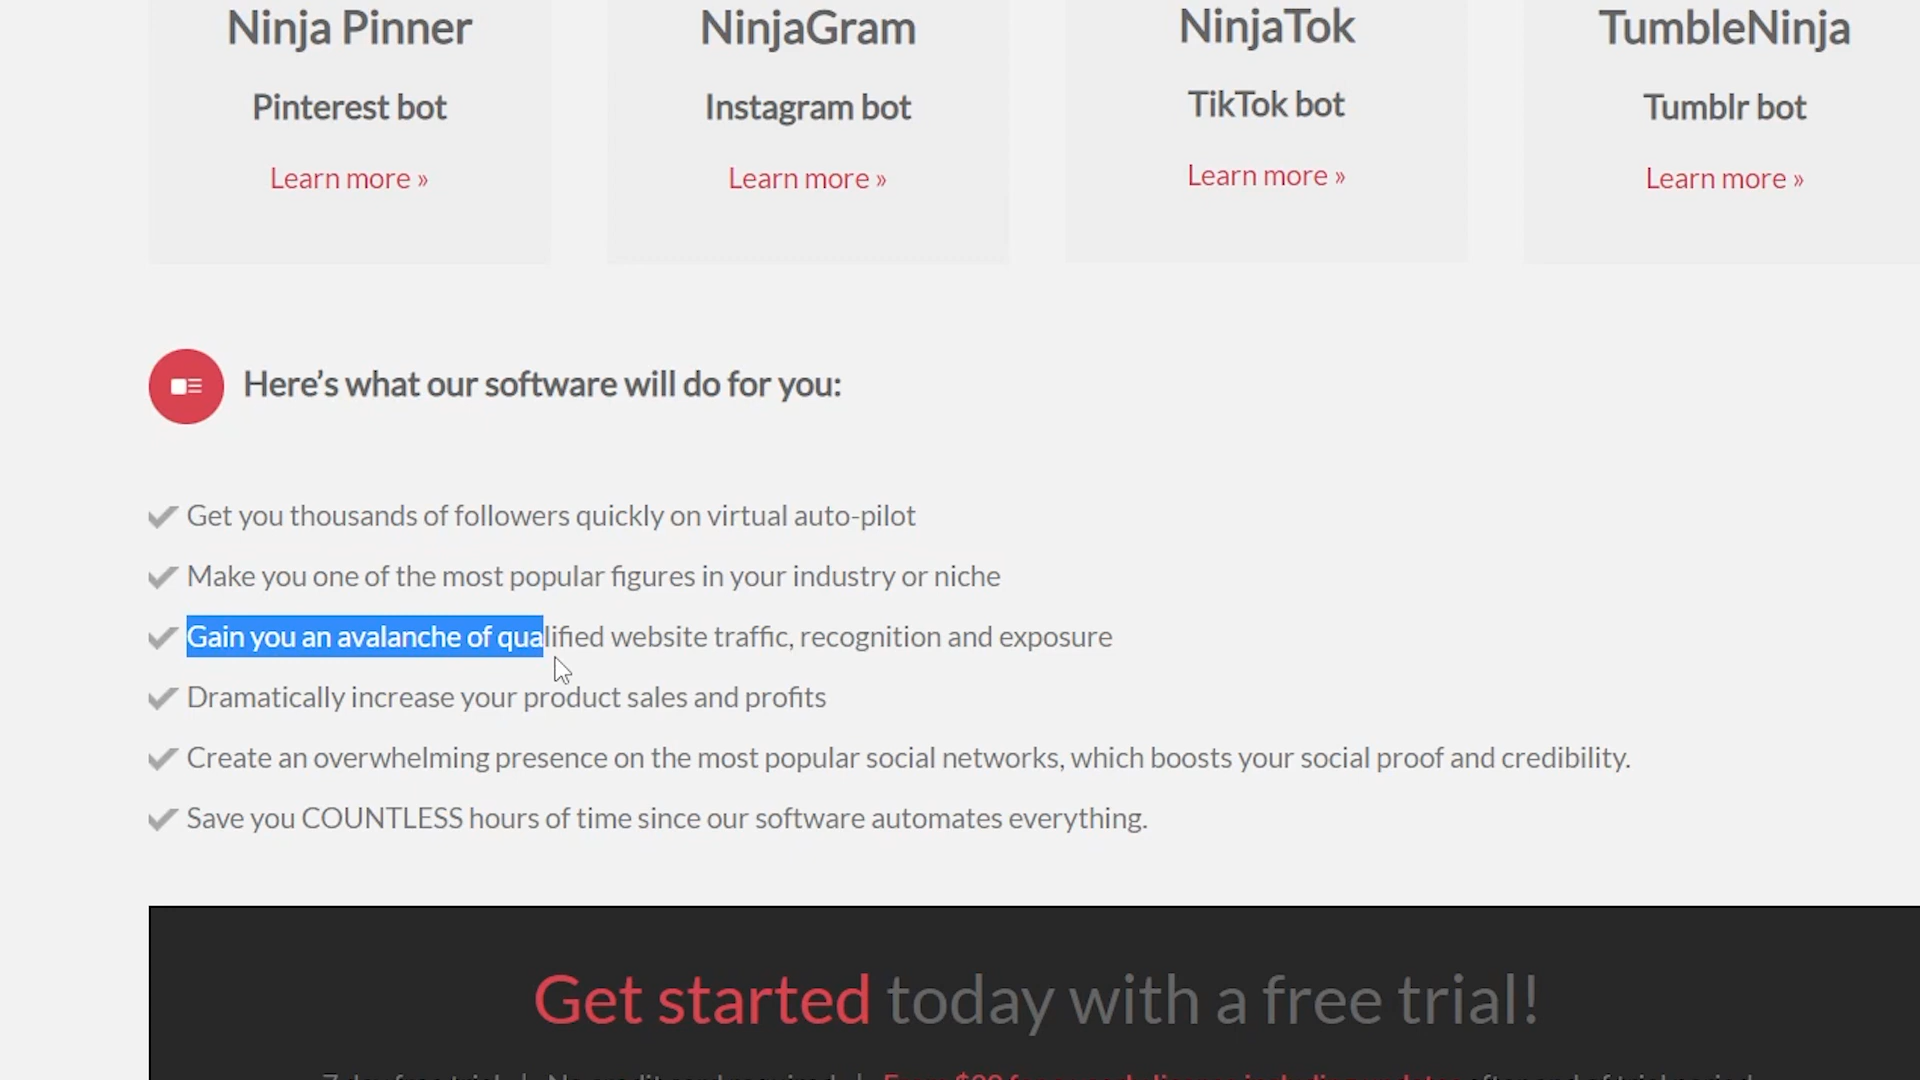 Ninja Pinner NinjaGram NinjaTok TumbleNinja
Pinterest bot Instagram bot TikTok bot Tumblr bot
Learn more » Learn more » Learn more » Learn more »
Here’s what our software will do for you:
Get you thousands of followers quickly on virtual auto-pilot
Make you one of the most popular figures in your industry or niche
Gain you an avalanche of qualified website traffic, recognition and exposure
Dramatically increase your product sales and profits
Create an overwhelming presence on the most popular social networks, which boosts your social proof and credibility.
Save you COUNTLESS hours of time since our software automates everything.
Get started today with a free trial!